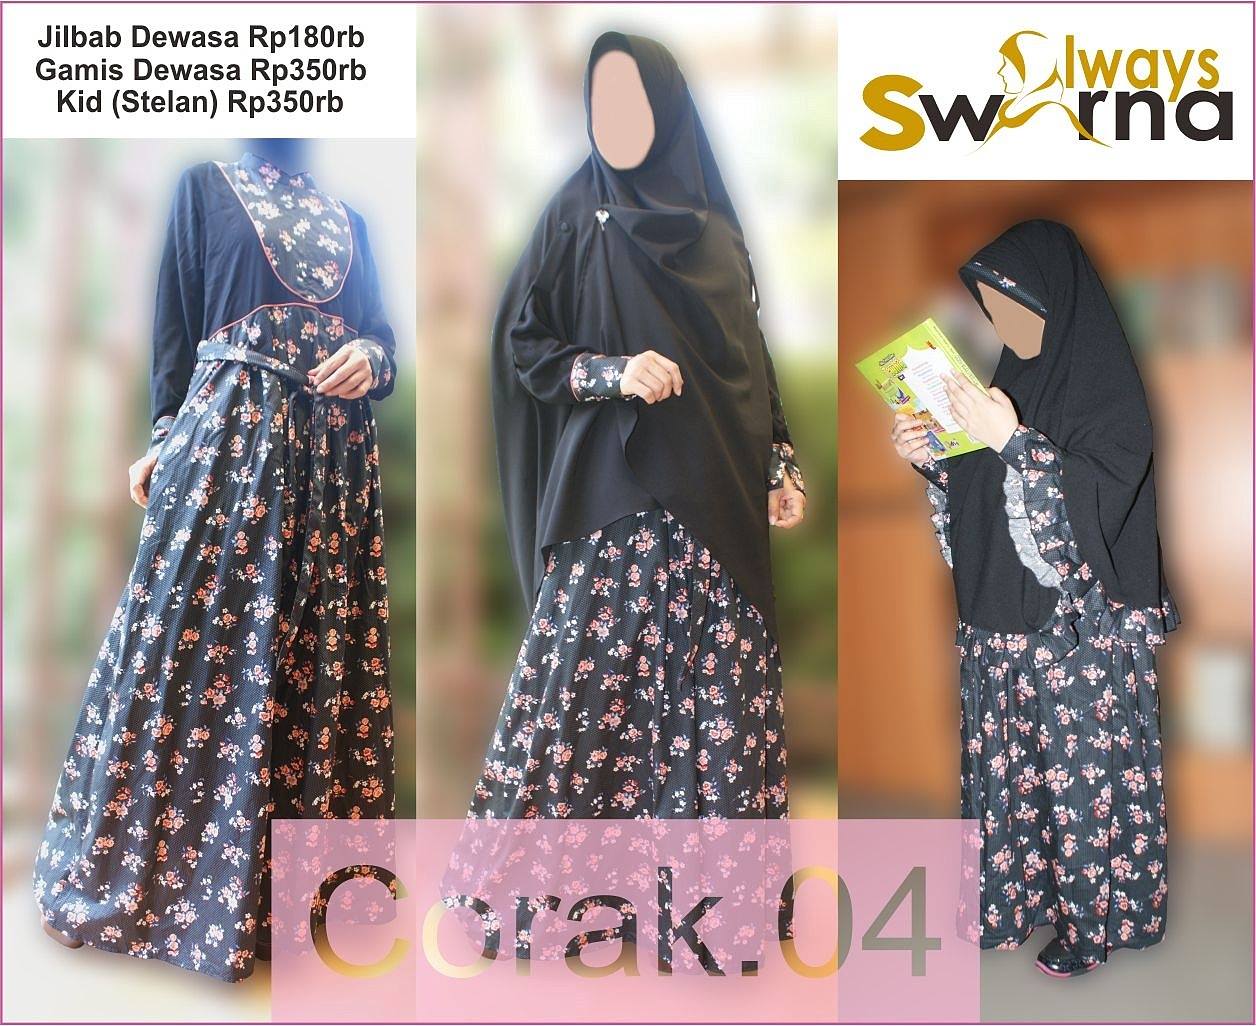 Jilbab Dewasa Rp180rb
Gamis Dewasa Rp350rb
Kid (Stelan) Rp350rb
Always
Swarna
Corak.04